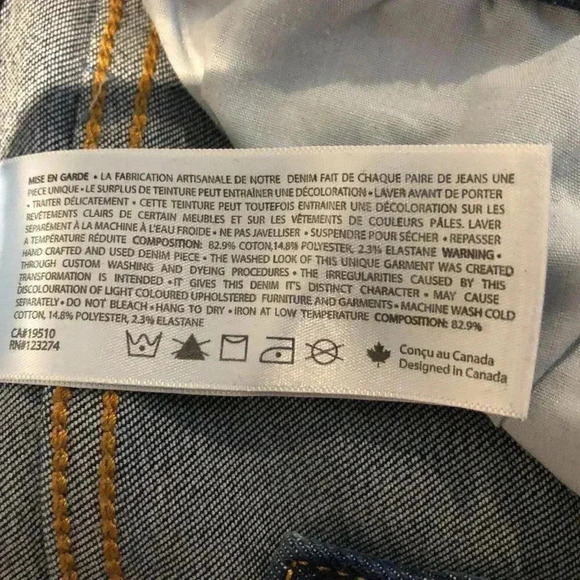 MISE EN GARDE • LA FABRICATION ARTISANALE DE NOTRE DENIM FAIT DE CHAQUE PAIRE DE JEANS UNE
PIECE UNIQUE • LE SURPLUS DE TEINTURE PEUT ENTRAÎNER UNE DÉCOLORATION • LAVER AVANT DE PORTER
• TRAITER DÉLICATEMENT • CETTE TEINTURE PEUT TOUTEFOIS ENTRAINER UNE DÉCOLORATION SUR LES
REVÊTEMENTS CLAIRS DE CERTAIN MEUBLES ET SUR LES VÊTEMENTS DE COULEURS PÂLES. LAVER
SÉPAREMENT À LA MACHINE À L'EAU FROIDE • NE PAS JAVELLISER • SUSPENDRE POUR SÉCHER • REPASSER
A TEMPÉRATURE RÉDUITE COMPOSITION: 82.9% COTON,14.8% POLYESTER, 2.3% ELASTANE WARNING •
HAND CRAFTED AND USED DENIM PIECE • THE WASHED LOOK OF THIS UNIQUE GARMENT WAS CREATED
THROUGH CUSTOM WASHING AND DYEING PROCEDURES • THE IRREGULARITIES CAUSED BY THIS
TRANSFORMATION IS INTENDED • IT GIVES THIS DENIM IT'S DISTINCT CHARACTER • MAY CAUSE
DISCOLOURATION OF LIGHT COLOURED UPHOLSTERED FURNITURE AND GARMENTS • MACHINE WASH COLD
SEPARATELY • DO NOT BLEACH • HANG TO DRY • IRON AT LOW TEMPERATURE COMPOSITION: 82.9%
COTTON, 14.8% POLYESTER, 2.3% ELASTANE
CA#19510
RN#123274
Conçu au Canada
Designed in Canada